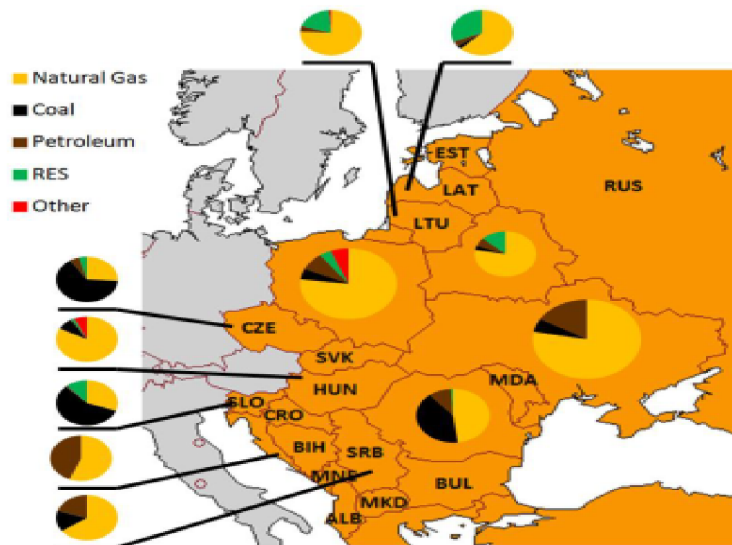 Natural Gas
Coal
Petroleum
RES
Other
EST
RUS
LAT
LTU
CZE
SVK
HUN
MDA
SLO
CRO
BIH
SRB
MNE
BUL
MKD
ALB